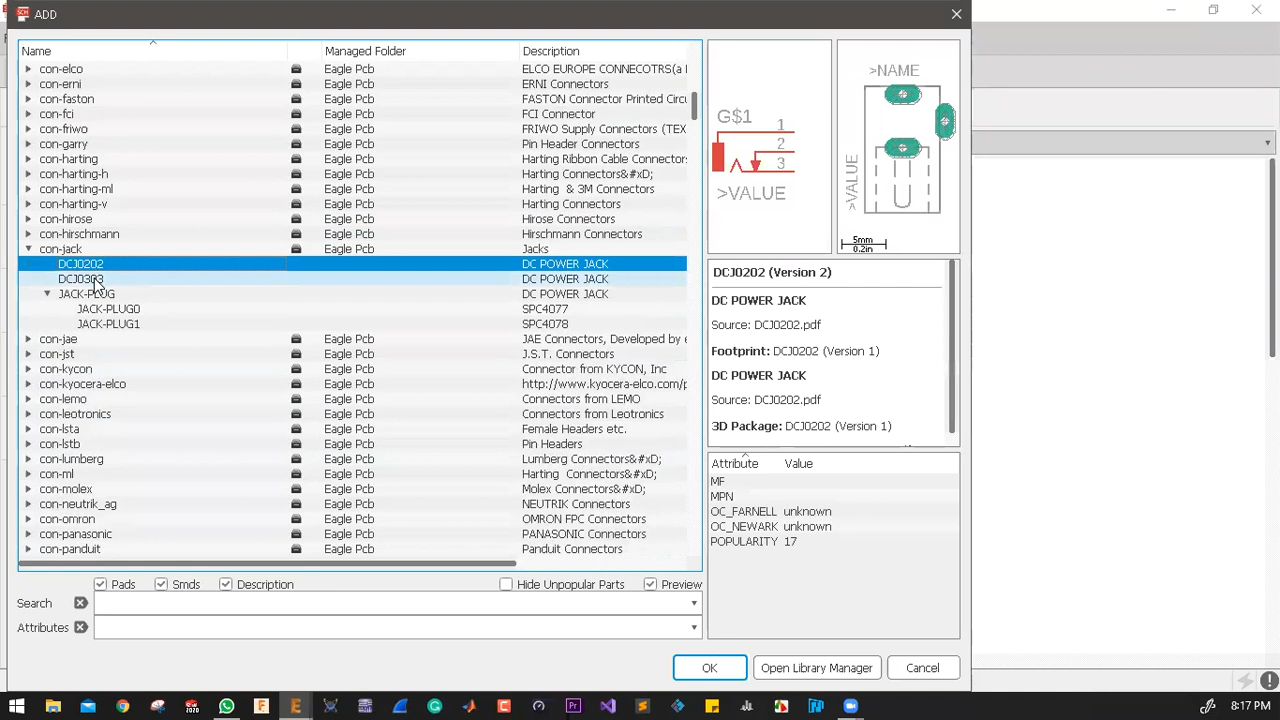 ADD
Name Managed Folder Description
con-elco Eagle Pcb ELCO EUROPE CONNECOTRS(a
con-erni Eagle Pcb ERNI Connectors
con-faston Eagle Pcb FASTON Connector Printed Circu
con-fci Eagle Pcb FCI Connector
con-friwo Eagle Pcb FRIWO Supply Connectors (TEX
con-garry Eagle Pcb Pin Header Connectors
con-harting Eagle Pcb Harting Ribbon Cable Connectors
con-harting-h Eagle Pcb Harting Connectors&#xD;
con-harting-ml Eagle Pcb Harting & 3M Connectors
con-harting-v Eagle Pcb Harting Connectors
con-hirose Eagle Pcb Hirose Connectors
con-hirschmann Eagle Pcb Hirschmann Connectors
con-jack Eagle Pcb Jacks
DCJ0202 DC POWER JACK
DCJ0303 DC POWER JACK
JACK-PLUG DC POWER JACK
JACK-PLUG0 SPC4077
JACK-PLUG1 SPC4078
con-jae Eagle Pcb JAE Connectors, Developed by e
con-jst Eagle Pcb J.S.T. Connectors
con-kycon Eagle Pcb Connector from KYCON, Inc
con-kyocera-elco Eagle Pcb http://www.kyocera-elco.com/p
con-lemo Eagle Pcb Connectors from LEMO
con-leotronics Eagle Pcb Connectors from Leotronics
con-lsta Eagle Pcb Female Headers etc.
con-lstb Eagle Pcb Pin Headers
con-lumberg Eagle Pcb Lumberg Connectors&#xD;
con-ml Eagle Pcb Harting Connectors&#xD;
con-molex Eagle Pcb Molex Connectors&#xD;
con-neutrik_ag Eagle Pcb NEUTRIK Connectors
con-omron Eagle Pcb OMRON FPC Connectors
con-panasonic Eagle Pcb PANASONIC Connectors
con-panduit Eagle Pcb Panduit Connectors
Pads Smds Description Hide Unpopular Parts Preview
Search
Attributes
G$1
1
2
3
>VALUE
>NAME
>VALUE
5mm
0.2in
DCJ0202 (Version 2)
DC POWER JACK
Source: DCJ0202.pdf
Footprint: DCJ0202 (Version 1)
DC POWER JACK
Source: DCJ0202.pdf
3D Package: DCJ0202 (Version 1)
Attribute Value
MF
MPN
OC_FARNELL unknown
OC_NEWARK unknown
POPULARITY 17
OK Open Library Manager Cancel
8:17 PM